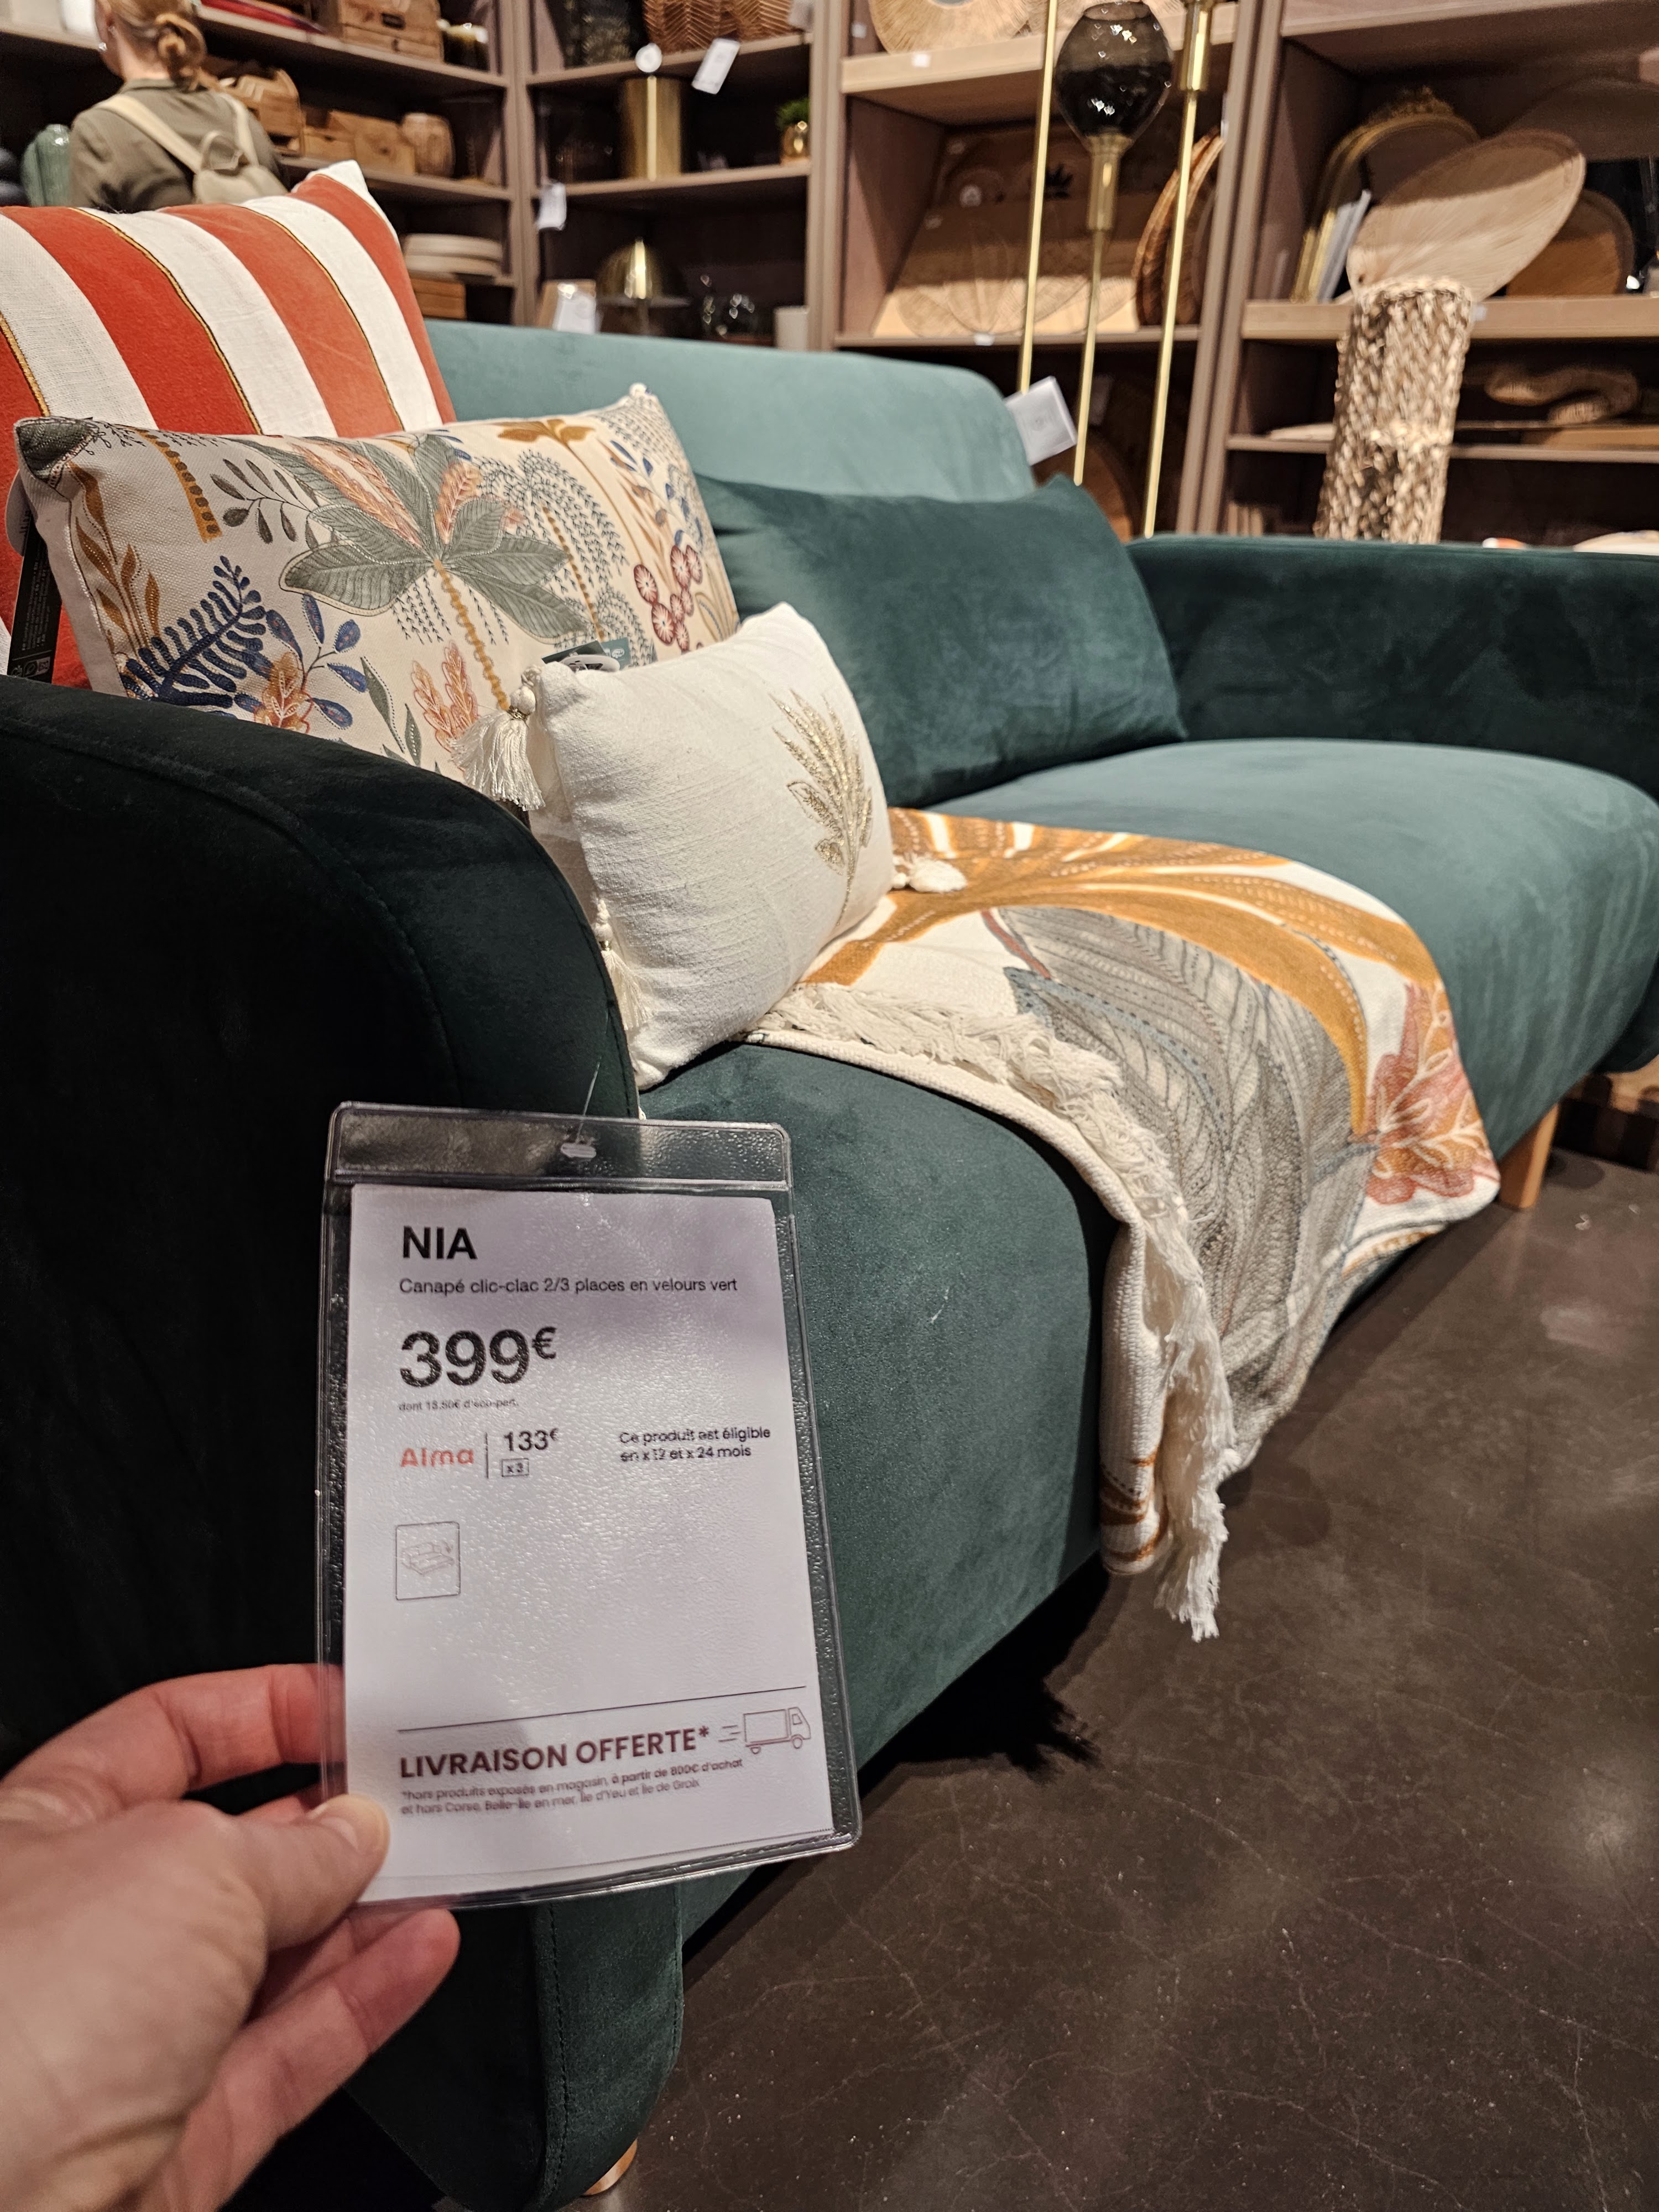 NIA
Canapé clic-clac 2/3 places en velours vert
399€
dont 18.50€ d'éco-part.
Alma 133€
x3
Ce produit est éligible
en x 12 et x 24 mois
LIVRAISON OFFERTE*
*hors produits exposés en magasin, à partir de 800€ d'achat
et hors Corse, Belle-Île en mer, Île d'Yeu et Île de Groix